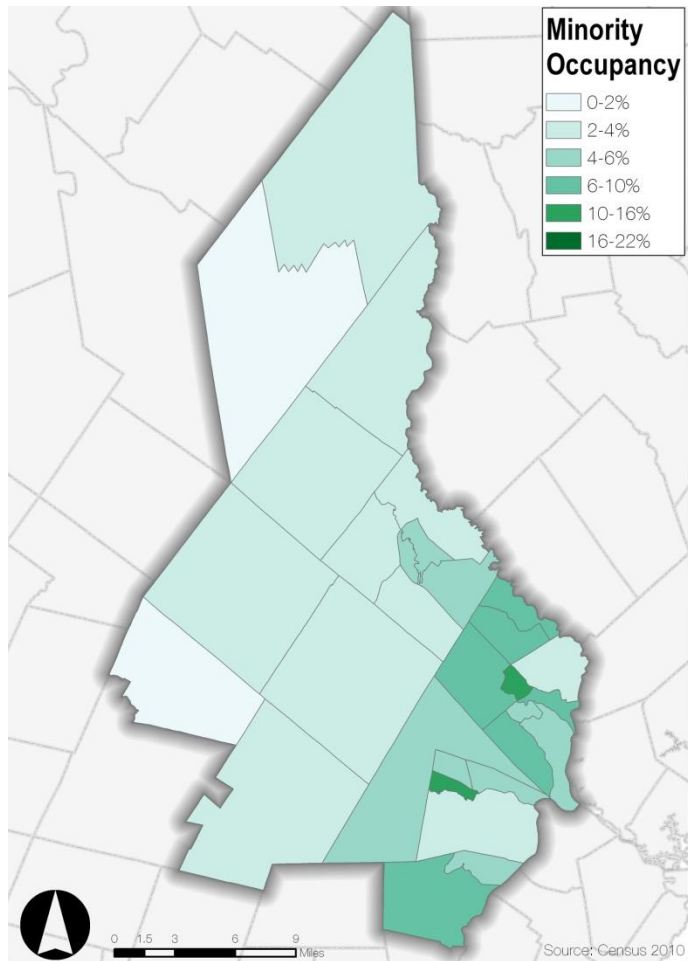 Minority
Occupancy
0-2%
2-4%
4-6%
6-10%
10-16%
16-22%
0 1.5 3 6 9
Miles
Source: Census 2010